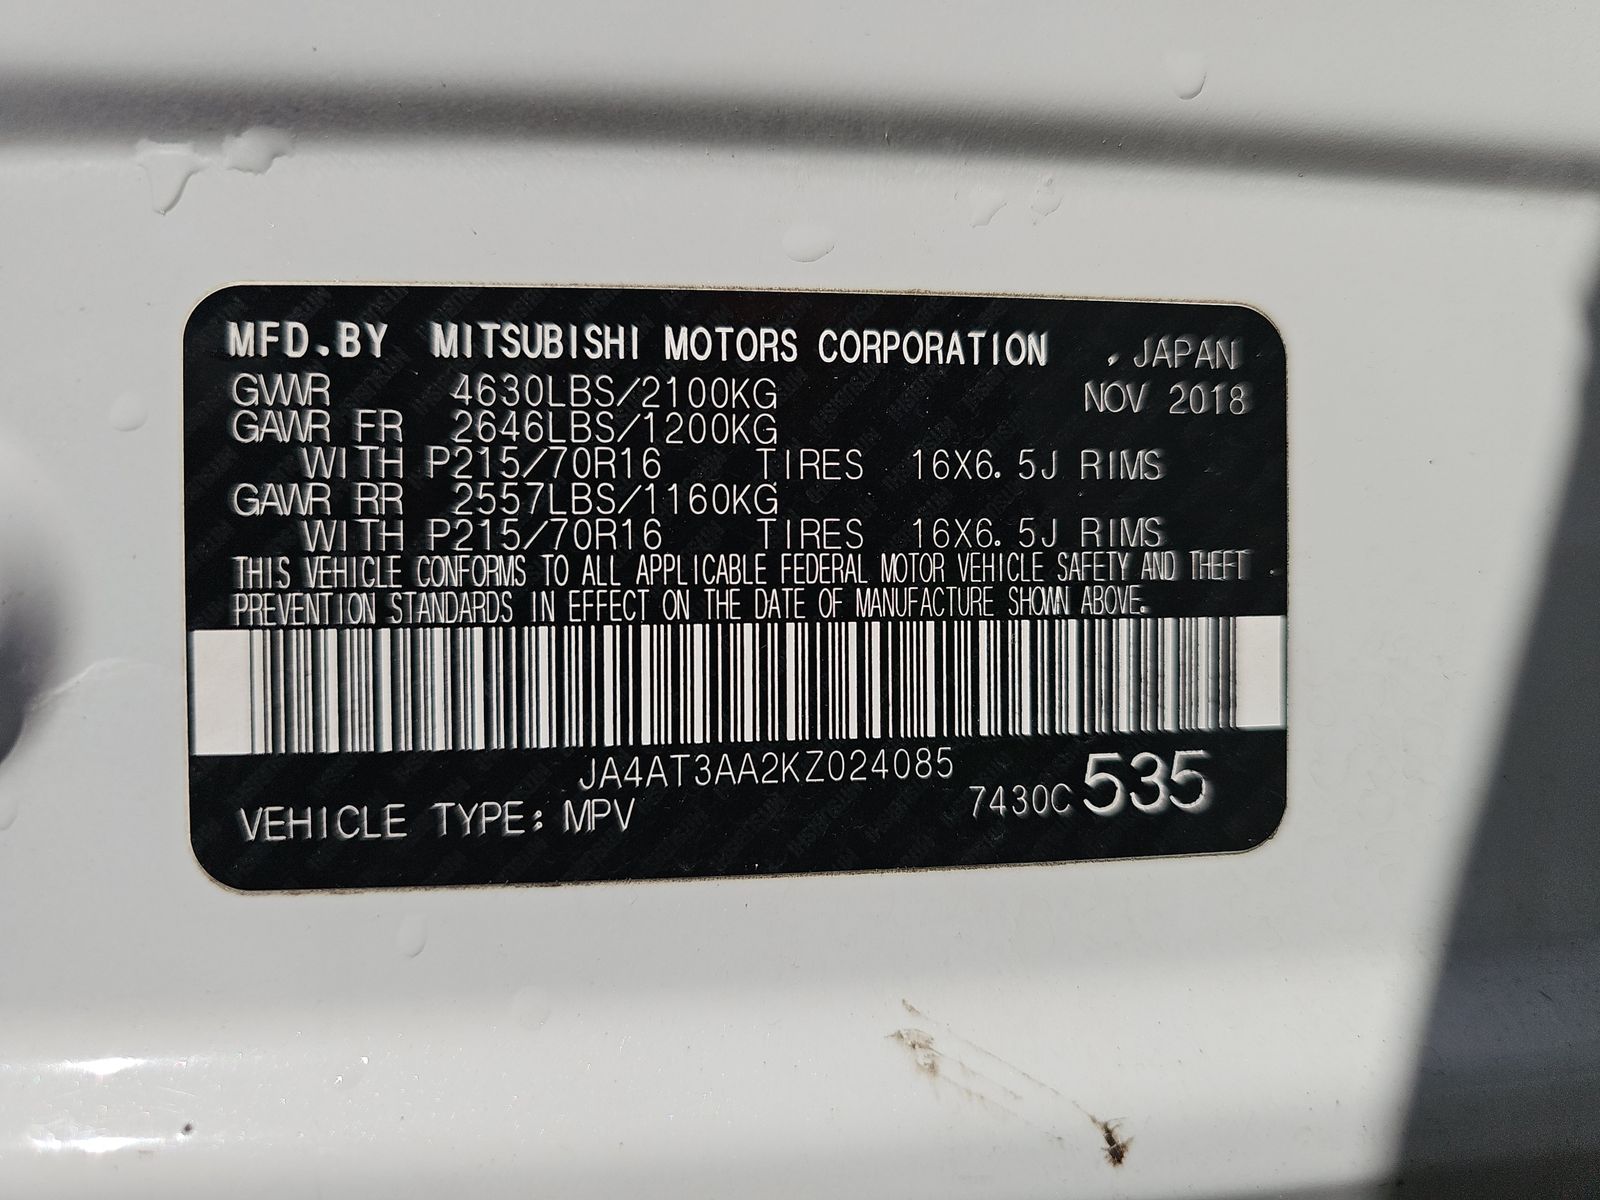 MFD.BY MITSUBISHI MOTORS CORPORATION , JAPAN
GVWR 4630LBS/2100KG NOV 2018
GAWR FR 2646LBS/1200KG
WITH P215/70R16 TIRES 16X6.5J RIMS
GAWR RR 2557LBS/1160KG
WITH P215/70R16 TIRES 16X6.5J RIMS
THIS VEHICLE CONFORMS TO ALL APPLICABLE FEDERAL MOTOR VEHICLE SAFETY AND THEFT
PREVENTION STANDARDS IN EFFECT ON THE DATE OF MANUFACTURE SHOWN ABOVE.
JA4AT3AA2KZ024085
7430C 535
VEHICLE TYPE: MPV